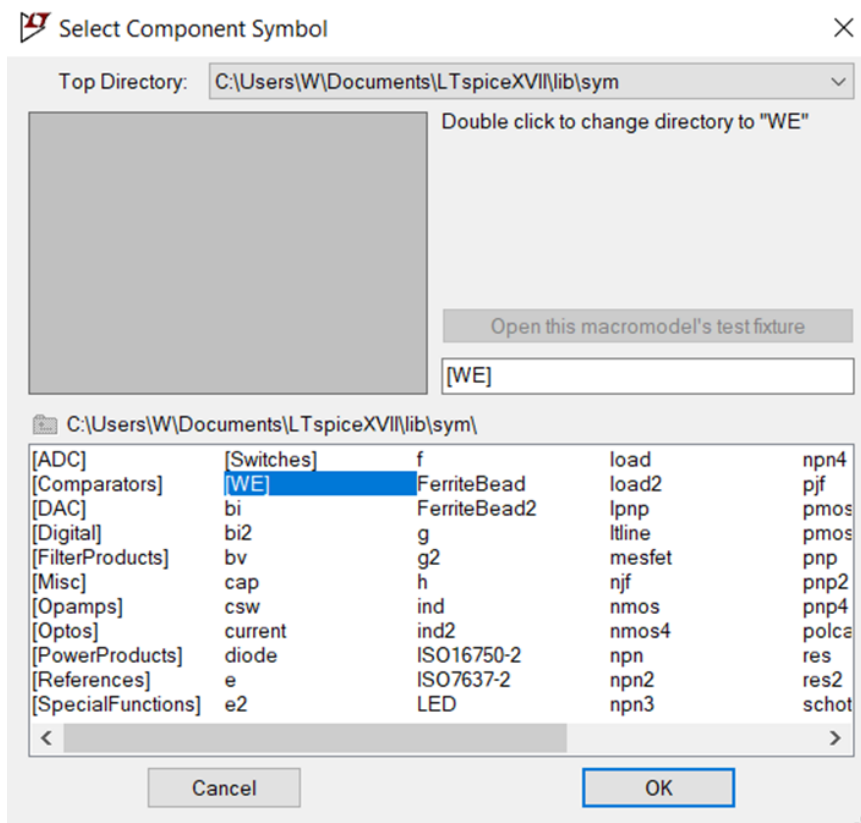 Select Component Symbol
Top Directory: C:\Users\W\Documents\LTspiceXVII\lib\sym
Double click to change directory to "WE"
Open this macromodel's test fixture
[WE]
C:\Users\W\Documents\LTspiceXVII\lib\sym\
[ADC] [Switches] f load npn4
[Comparators] [WE] FerriteBead load2 pjf
[DAC] bi FerriteBead2 lpnp pmos
[Digital] bi2 g ltline pmos
[FilterProducts] bv g2 mesfet pnp
[Misc] cap h njf pnp2
[Opamps] csw ind nmos pnp4
[Optos] current ind2 nmos4 polca
[PowerProducts] diode ISO16750-2 npn res
[References] e ISO7637-2 npn2 res2
[SpecialFunctions] e2 LED npn3 schot
Cancel OK